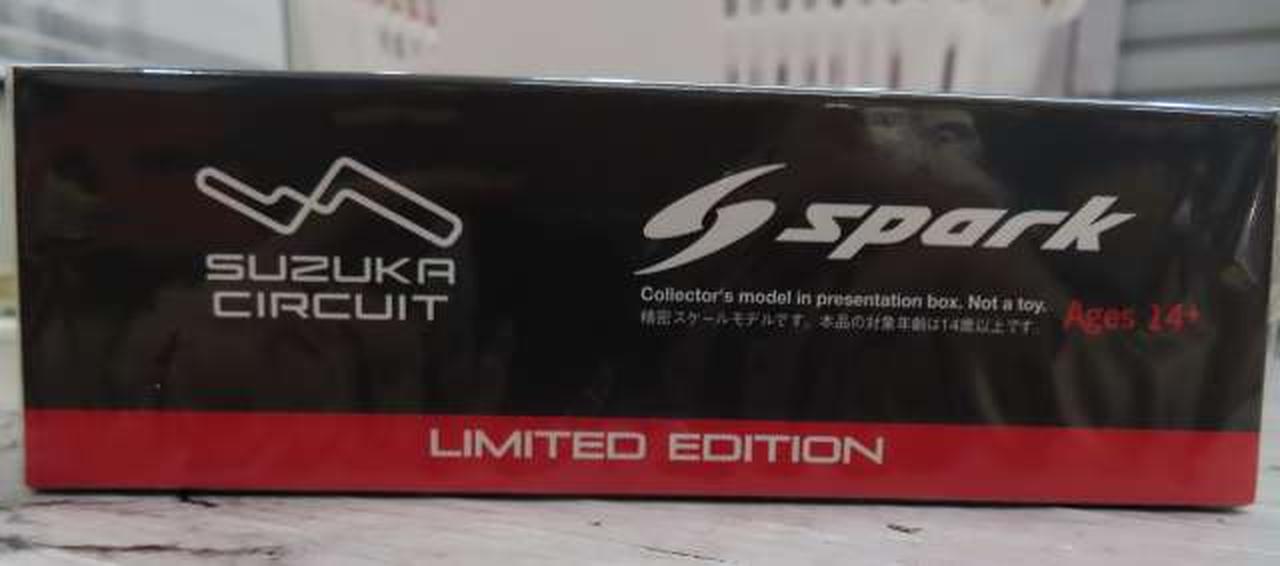 SUZUKA
CIRCUIT
spark
Collector's model in presentation box. Not a toy.
精密スケールモデルです。本品の対象年齢は14歳以上です。
Ages 14+
LIMITED EDITION